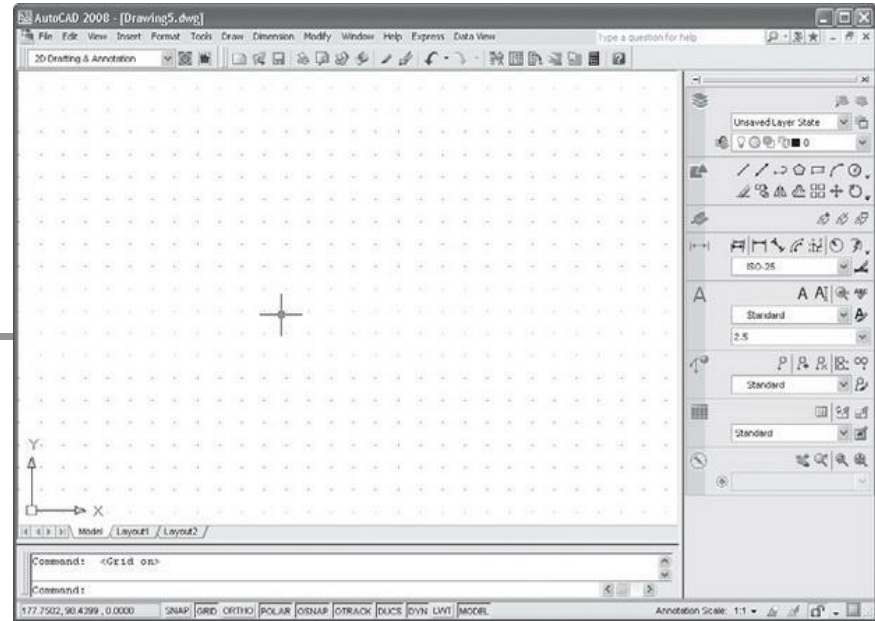 AutoCAD 2008 - [Drawing5.dwg]
File Edit View Insert Format Tools Draw Dimension Modify Window Help Express Data View Type a question for help
2D Drafting & Annotation
Unsaved Layer State
0
ISO-25
A A AI
Standard A
2.5
Standard
Standard
Y
X
Model Layout1 Layout2
Command: <Grid on>
Command:
177.7502, 98.4399 , 0.0000 SNAP GRID ORTHO POLAR OSNAP OTRACK DUCS DYN LWT MODEL Annotation Scale: 1:1